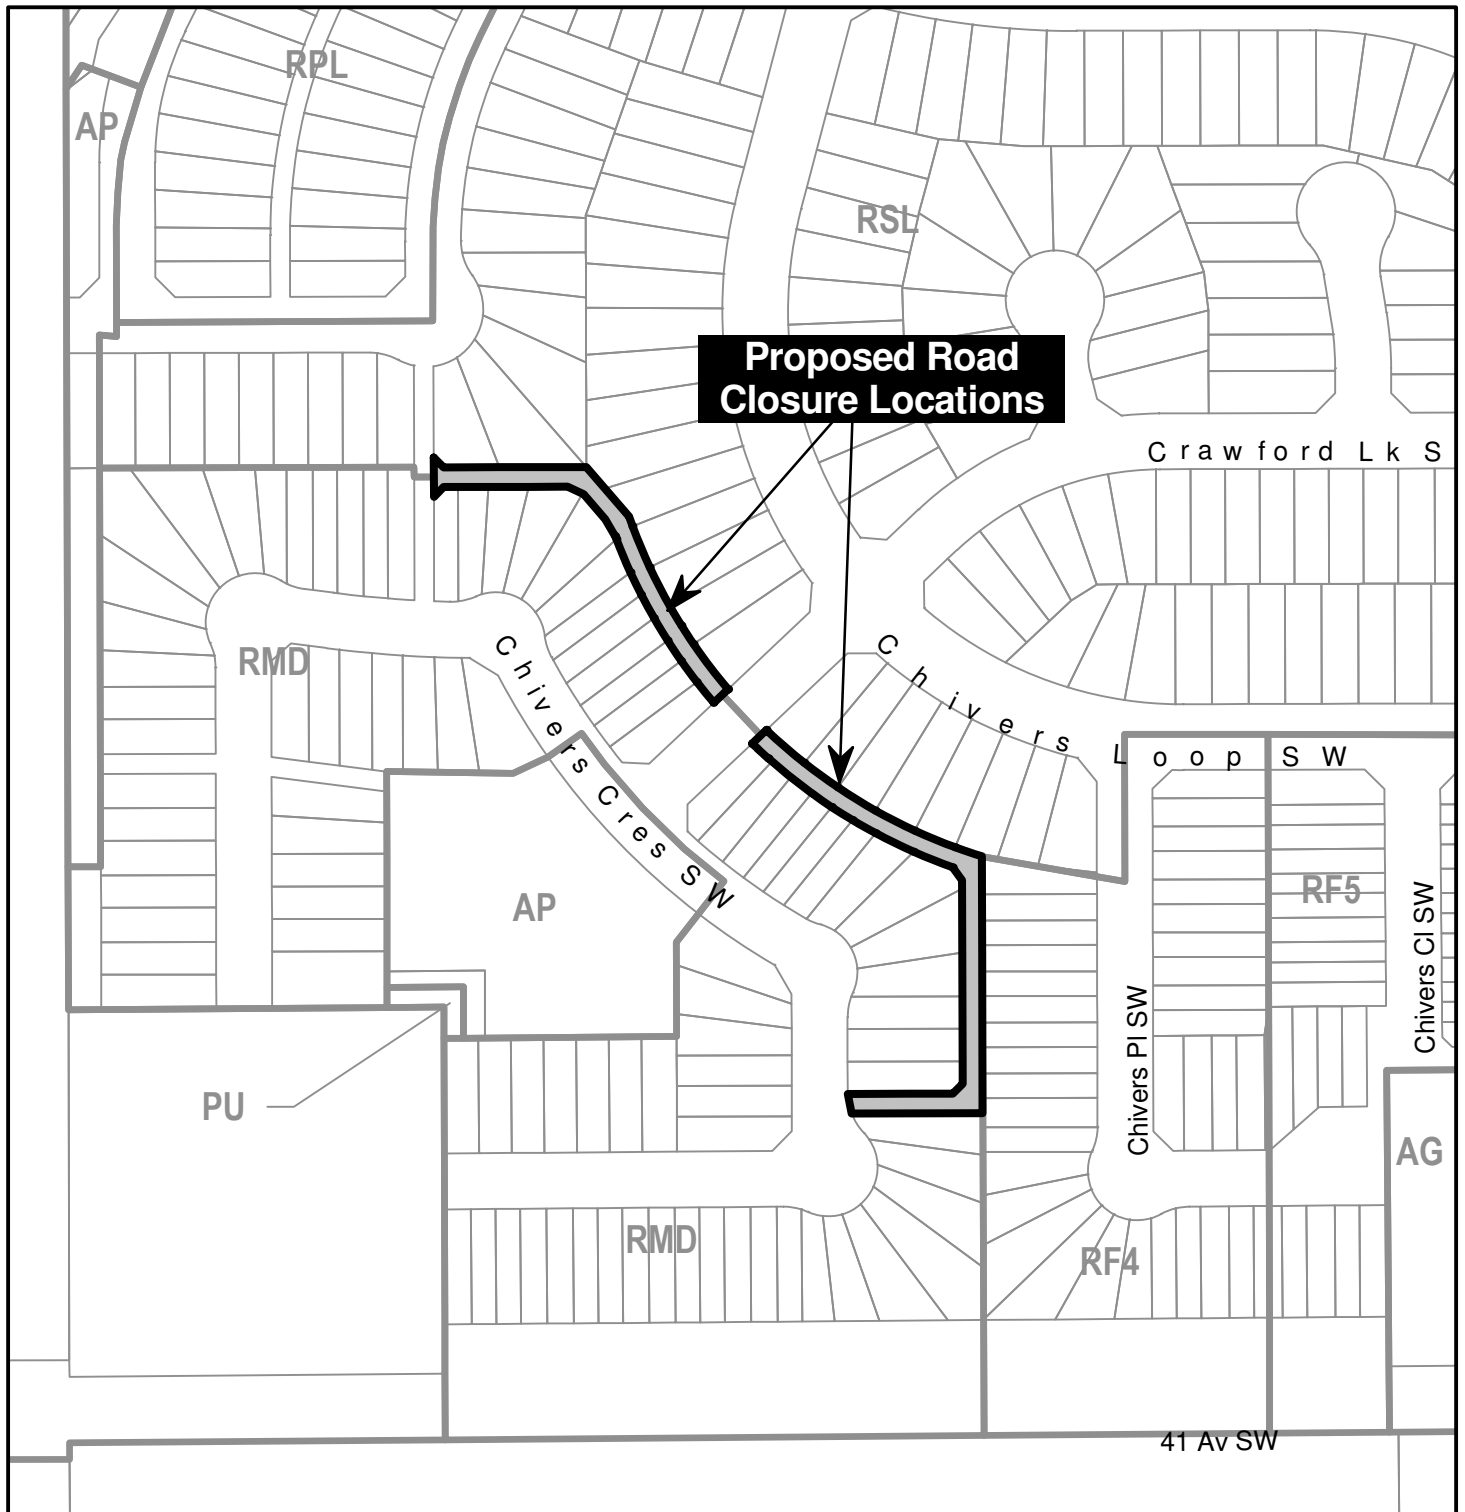 RPL
AP
RSL
Proposed Road
Closure Locations
Crawford Lk S
Chivers Cres SW
RMD
Chivers Loop SW
AP
RF5
Chivers Cl SW
Chivers Pl SW
PU
AG
RMD
RF4
41 Av SW